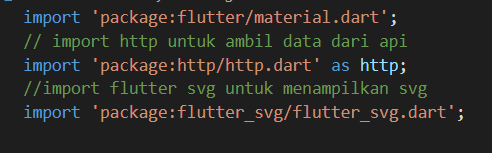 import 'package:flutter/material.dart';
// import http untuk ambil data dari api
import 'package:http/http.dart' as http;
//import flutter svg untuk menampilkan svg
import 'package:flutter_svg/flutter_svg.dart';